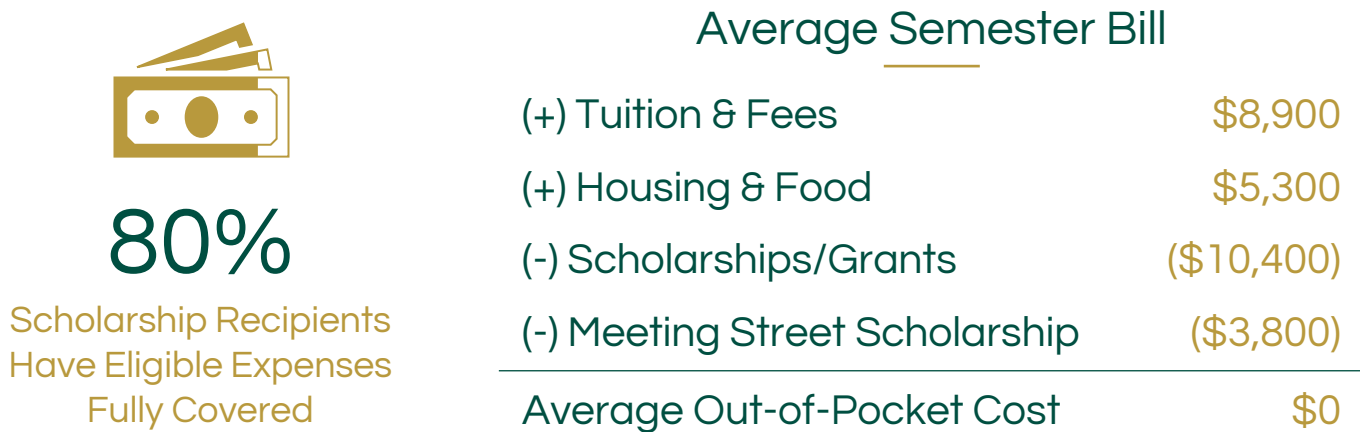 80%
Scholarship Recipients
Have Eligible Expenses
Fully Covered
Average Semester Bill
(+) Tuition & Fees $8,900
(+) Housing & Food $5,300
(-) Scholarships/Grants ($10,400)
(-) Meeting Street Scholarship ($3,800)
Average Out-of-Pocket Cost $0